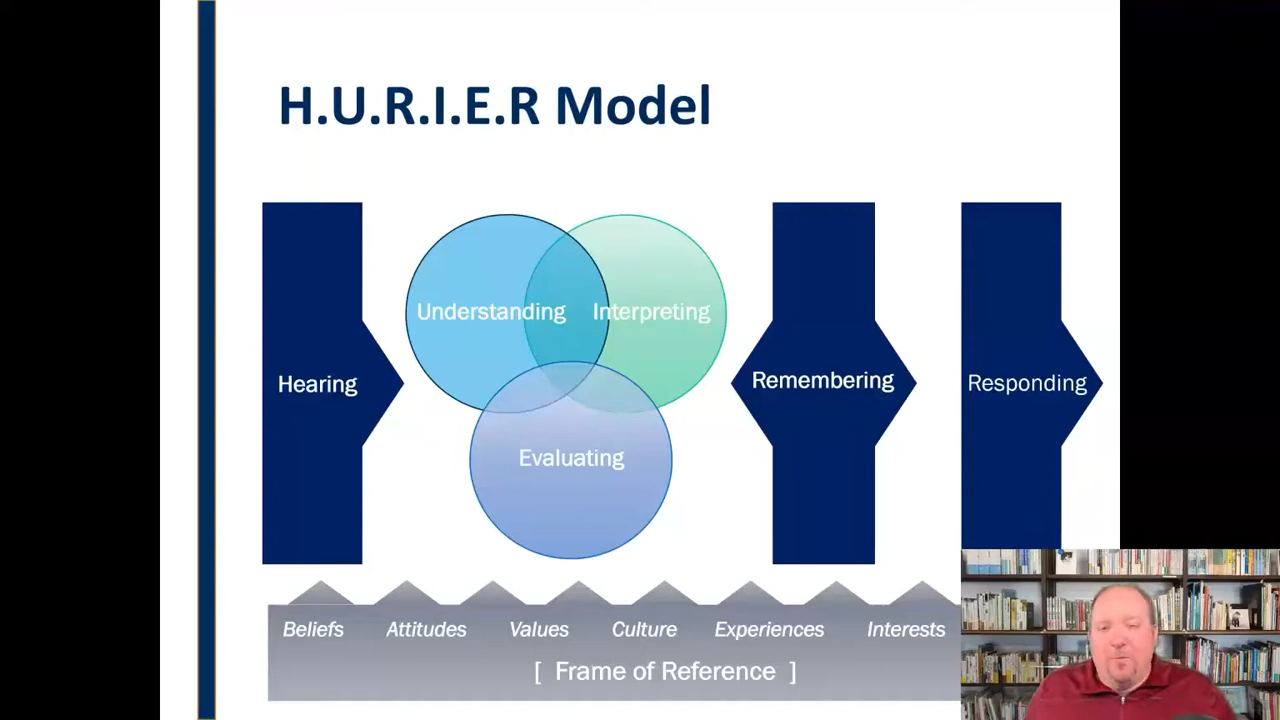 H.U.R.I.E.R Model
Hearing
Understanding
Interpreting
Evaluating
Remembering
Responding
Beliefs Attitudes Values Culture Experiences Interests
[ Frame of Reference ]